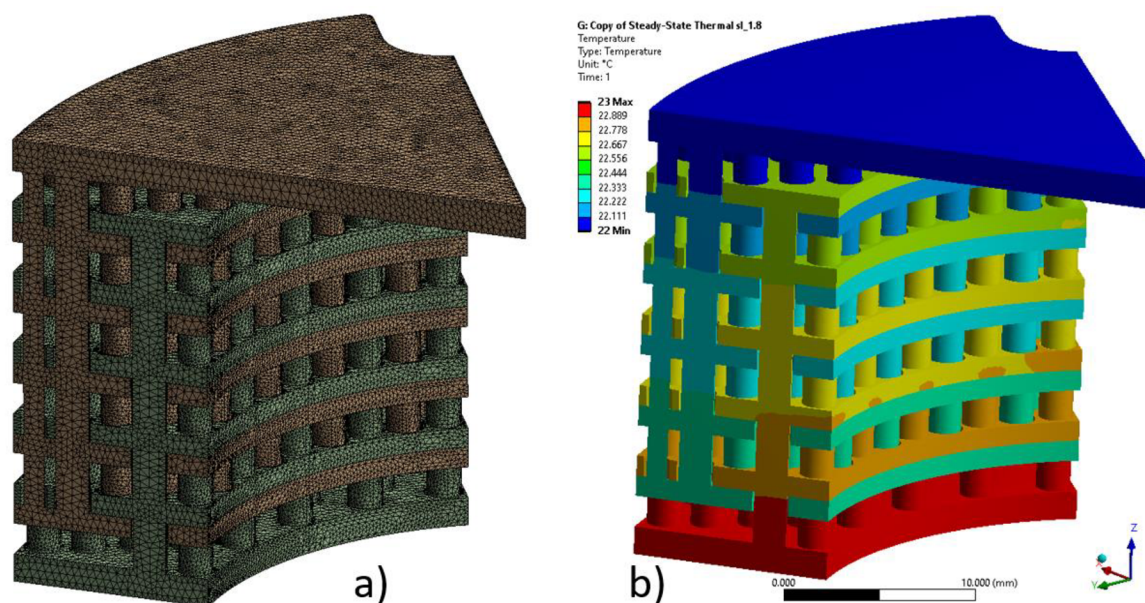 G: Copy of Steady-State Thermal sl_1.8
Temperature
Type: Temperature
Unit: °C
Time: 1
23 Max
22.889
22.778
22.667
22.556
22.444
22.333
22.222
22.111
22 Min
Z
X
Y
0.000
10.000 (mm)
a)
b)